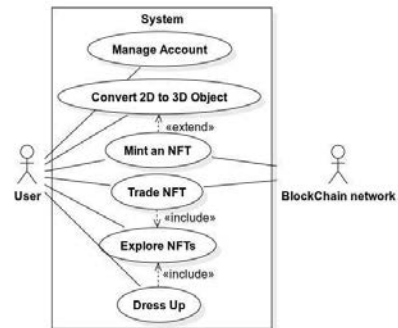 System
Manage Account
Convert 2D to 3D Object
«extend»
Mint an NFT
User
Trade NFT
BlockChain network
«include»
Explore NFTs
«include»
Dress Up